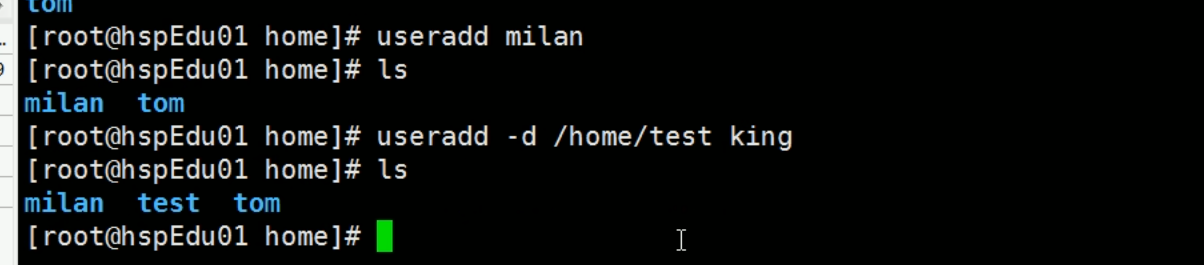 tom
[root@hspEdu01 home]# useradd milan
[root@hspEdu01 home]# ls
milan  tom
[root@hspEdu01 home]# useradd -d /home/test king
[root@hspEdu01 home]# ls
milan  test  tom
[root@hspEdu01 home]#